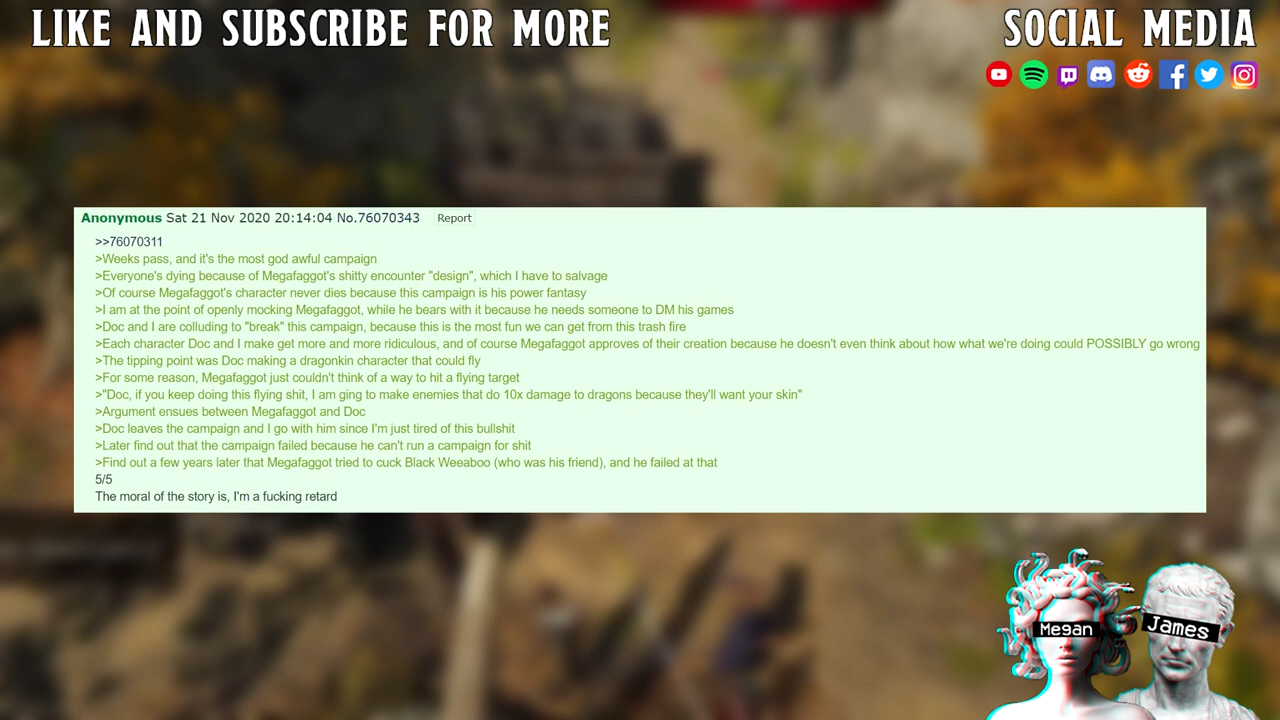 LIKE AND SUBSCRIBE FOR MORE
SOCIAL MEDIA
Anonymous Sat 21 Nov 2020 20:14:04 No.76070343 Report
>>76070311
>Weeks pass, and it's the most god awful campaign
>Everyone's dying because of Megafaggot's shitty encounter "design", which I have to salvage
>Of course Megafaggot's character never dies because this campaign is his power fantasy
>I am at the point of openly mocking Megafaggot, while he bears with it because he needs someone to DM his games
>Doc and I are colluding to "break" this campaign, because this is the most fun we can get from this trash fire
>Each character Doc and I make get more and more ridiculous, and of course Megafaggot approves of their creation because he doesn't even think about how what we're doing could POSSIBLY go wrong
>The tipping point was Doc making a dragonkin character that could fly
>For some reason, Megafaggot just couldn't think of a way to hit a flying target
>"Doc, if you keep doing this flying shit, I am ging to make enemies that do 10x damage to dragons because they'll want your skin"
>Argument ensues between Megafaggot and Doc
>Doc leaves the campaign and I go with him since I'm just tired of this bullshit
>Later find out that the campaign failed because he can't run a campaign for shit
>Find out a few years later that Megafaggot tried to cuck Black Weeaboo (who was his friend), and he failed at that
5/5
The moral of the story is, I'm a fucking retard
Megan
James